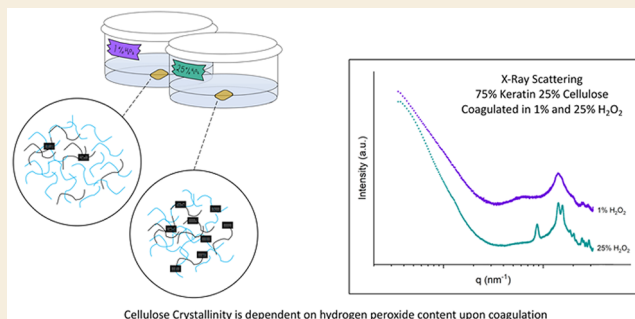 1% H₂O₂
25% H₂O₂
X-Ray Scattering
75% Keratin 25% Cellulose
Coagulated in 1% and 25% H₂O₂
Intensity (a.u.)
1% H₂O₂
25% H₂O₂
q (nm⁻¹)
Cellulose Crystallinity is dependent on hydrogen peroxide content upon coagulation